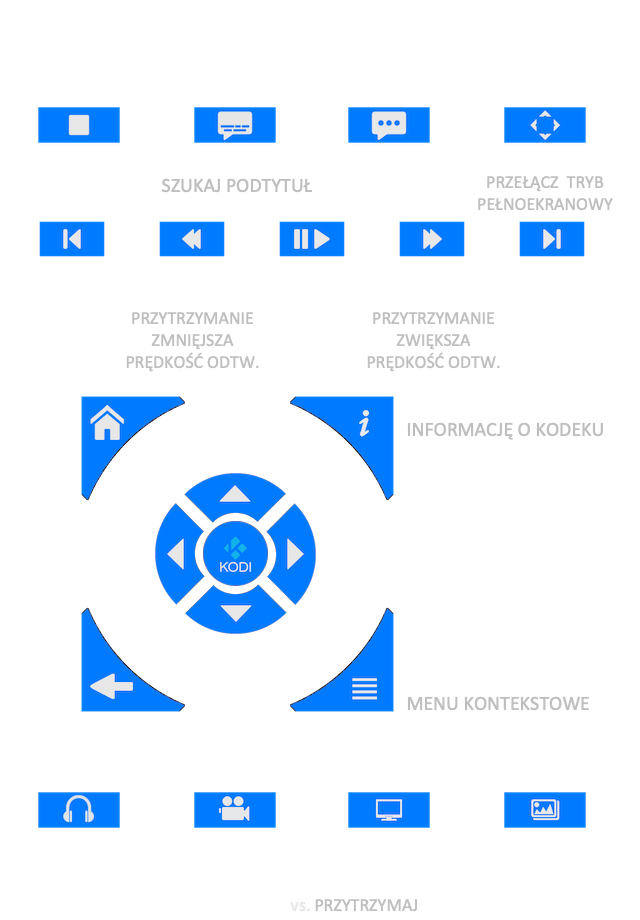 SZUKAJ PODTYTUŁ
PRZEŁĄCZ TRYB
PEŁNOEKRANOWY
PRZYTRZYMANIE
ZMNIĘJSZA
PRĘDKOŚĆ ODTW.
PRZYTRZYMANIE
ZWIĘKSZA
PRĘDKOŚĆ ODTW.
i
INFORMACJĘ O KODEKU
KODI
MENU KONTEKSTOWE
vs. PRZYTRZYMAJ